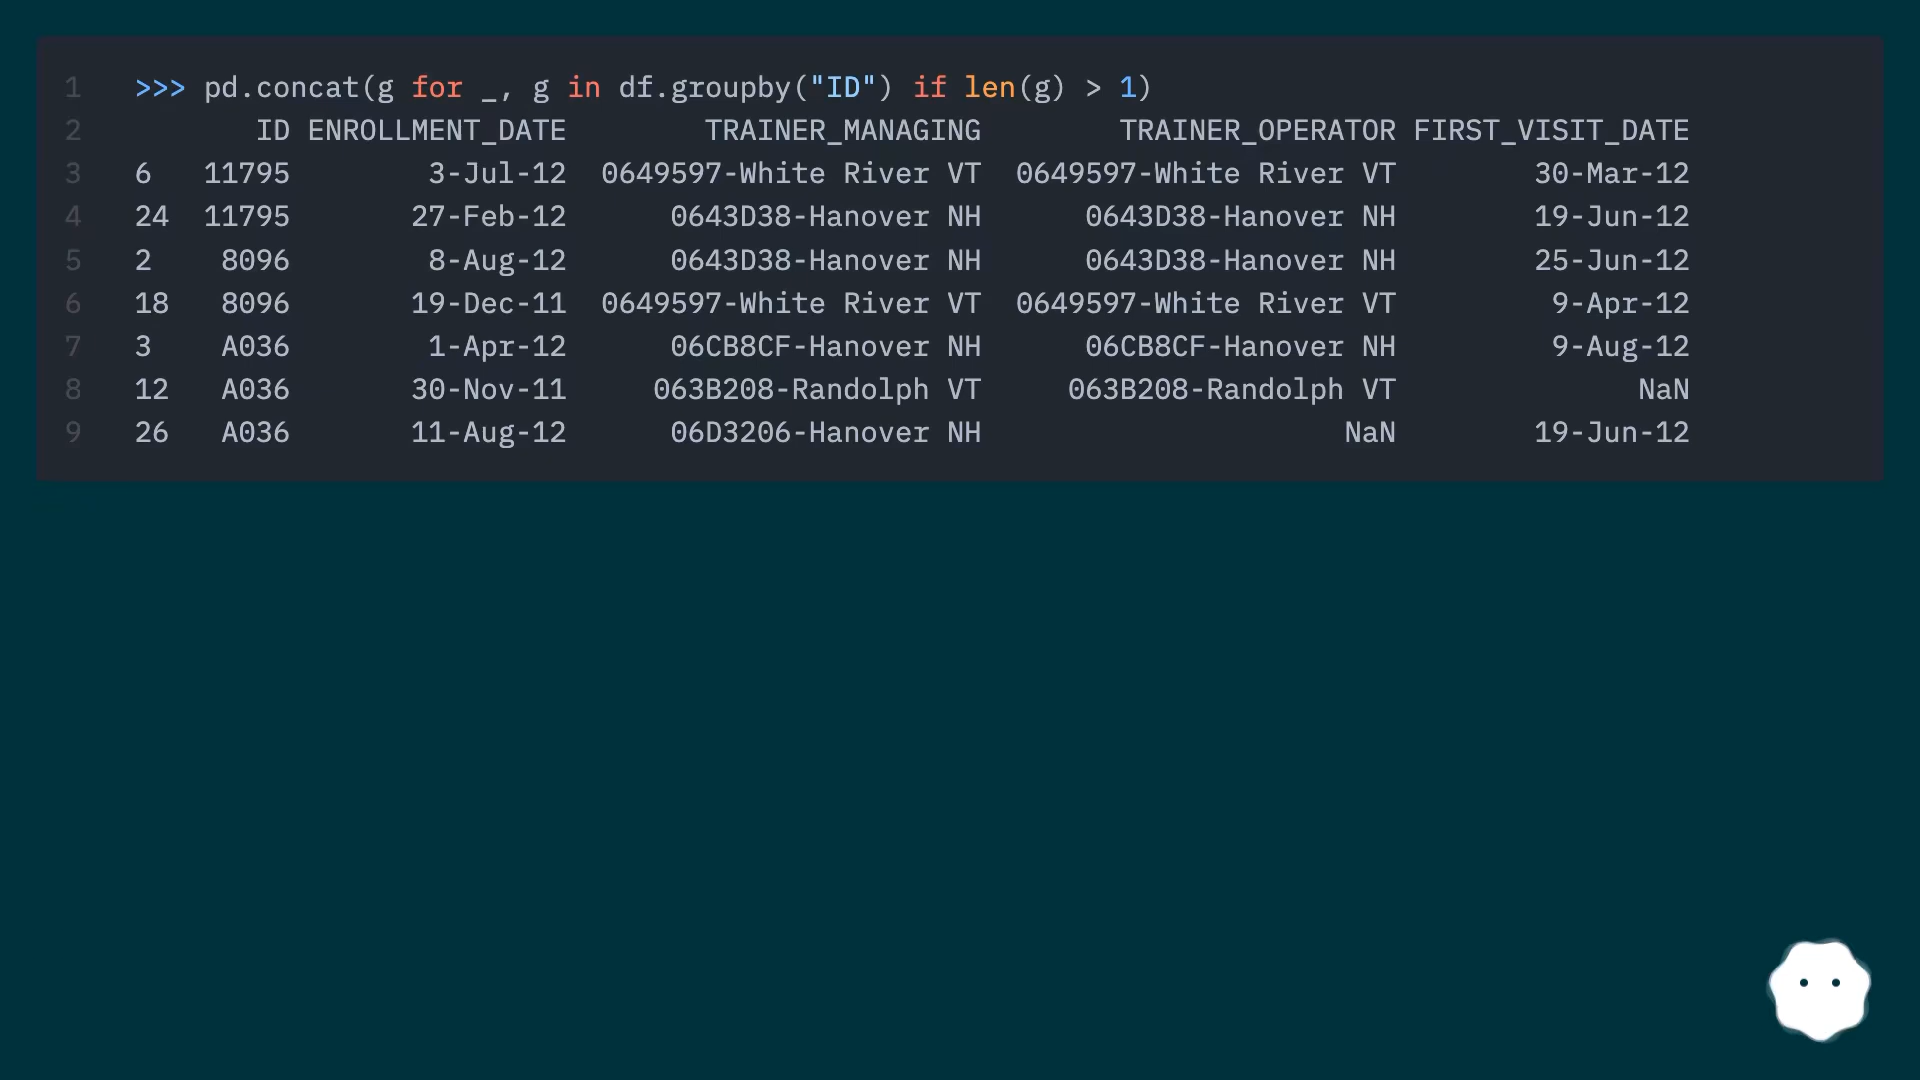 1 >>> pd.concat(g for _, g in df.groupby("ID") if len(g) > 1)
2 ID ENROLLMENT_DATE TRAINER_MANAGING TRAINER_OPERATOR FIRST_VISIT_DATE
3 6 11795 3-Jul-12 0649597-White River VT 0649597-White River VT 30-Mar-12
4 24 11795 27-Feb-12 0643D38-Hanover NH 0643D38-Hanover NH 19-Jun-12
5 2 8096 8-Aug-12 0643D38-Hanover NH 0643D38-Hanover NH 25-Jun-12
6 18 8096 19-Dec-11 0649597-White River VT 0649597-White River VT 9-Apr-12
7 3 A036 1-Apr-12 06CB8CF-Hanover NH 06CB8CF-Hanover NH 9-Aug-12
8 12 A036 30-Nov-11 063B208-Randolph VT 063B208-Randolph VT NaN
9 26 A036 11-Aug-12 06D3206-Hanover NH NaN 19-Jun-12